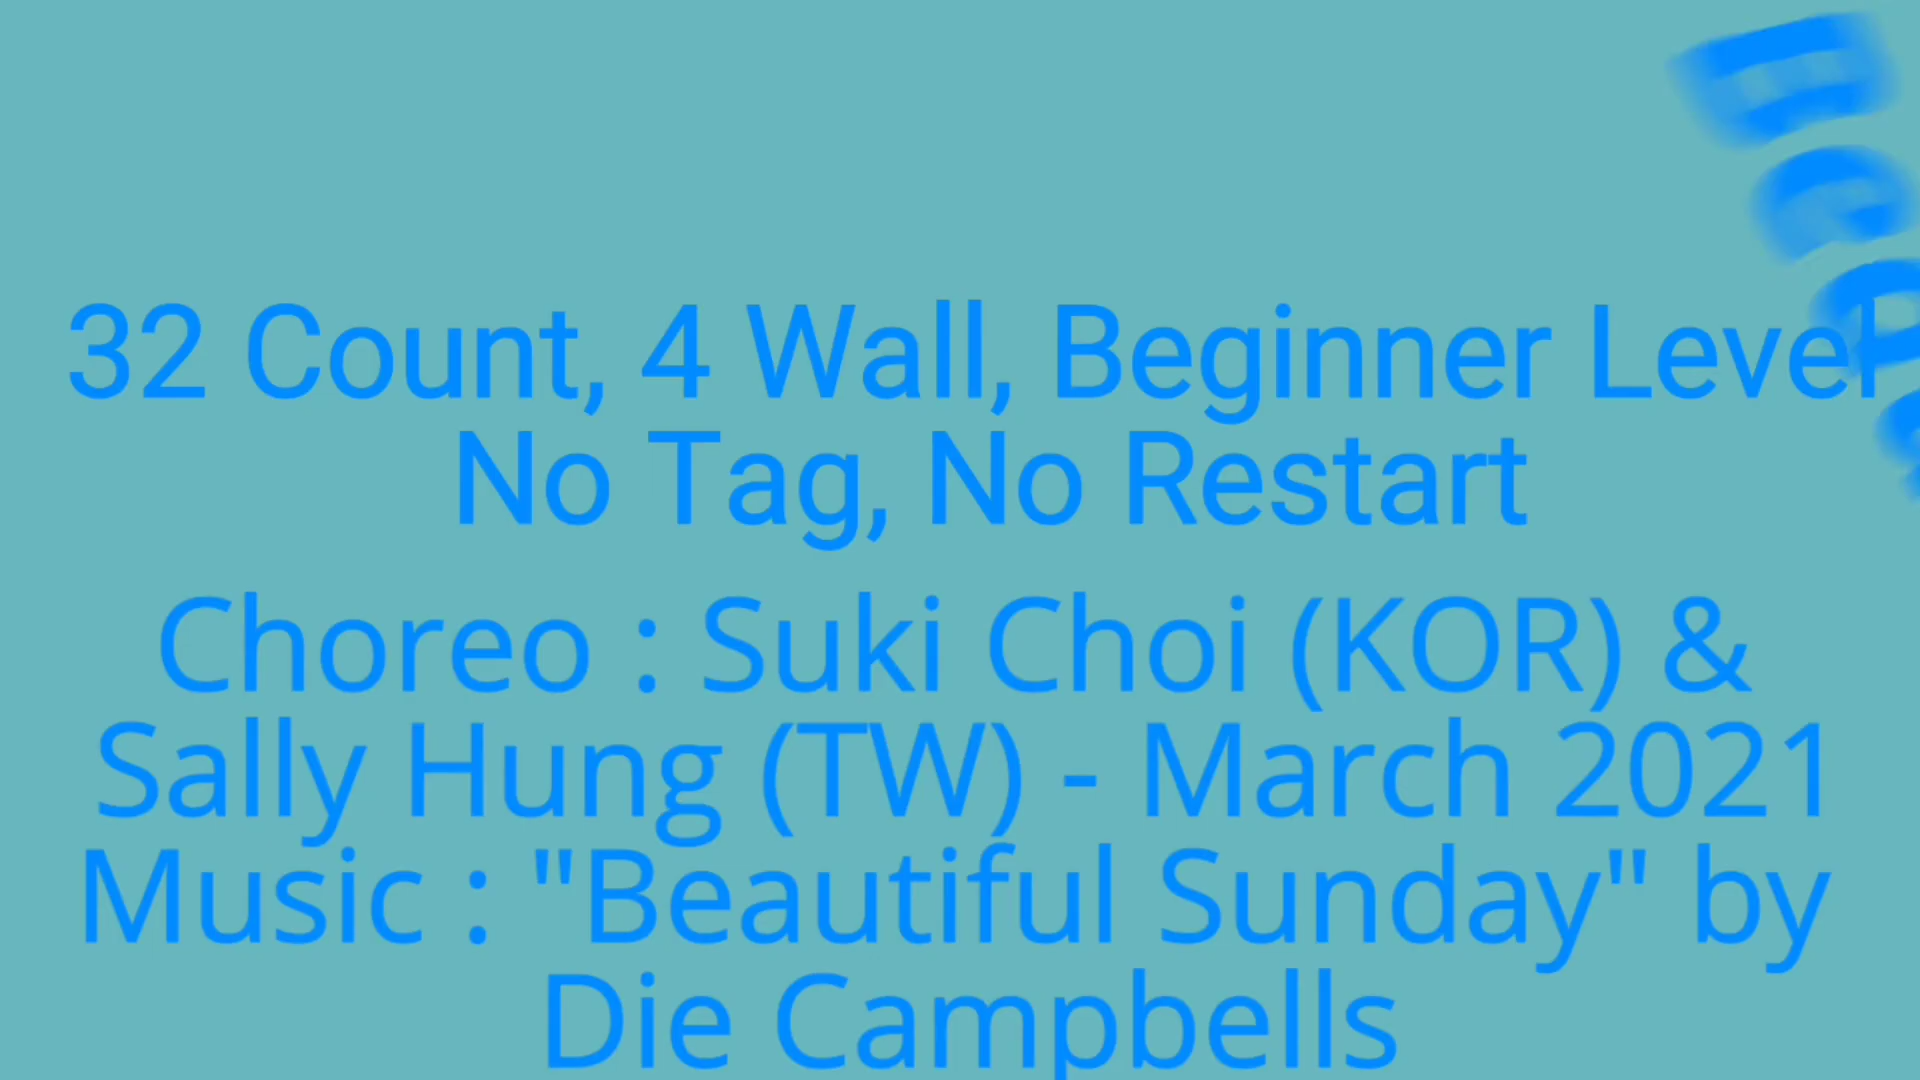 32 Count, 4 Wall, Beginner Level
No Tag, No Restart
Choreo : Suki Choi (KOR) &
Sally Hung (TW) - March 2021
Music : "Beautiful Sunday" by
Die Campbells